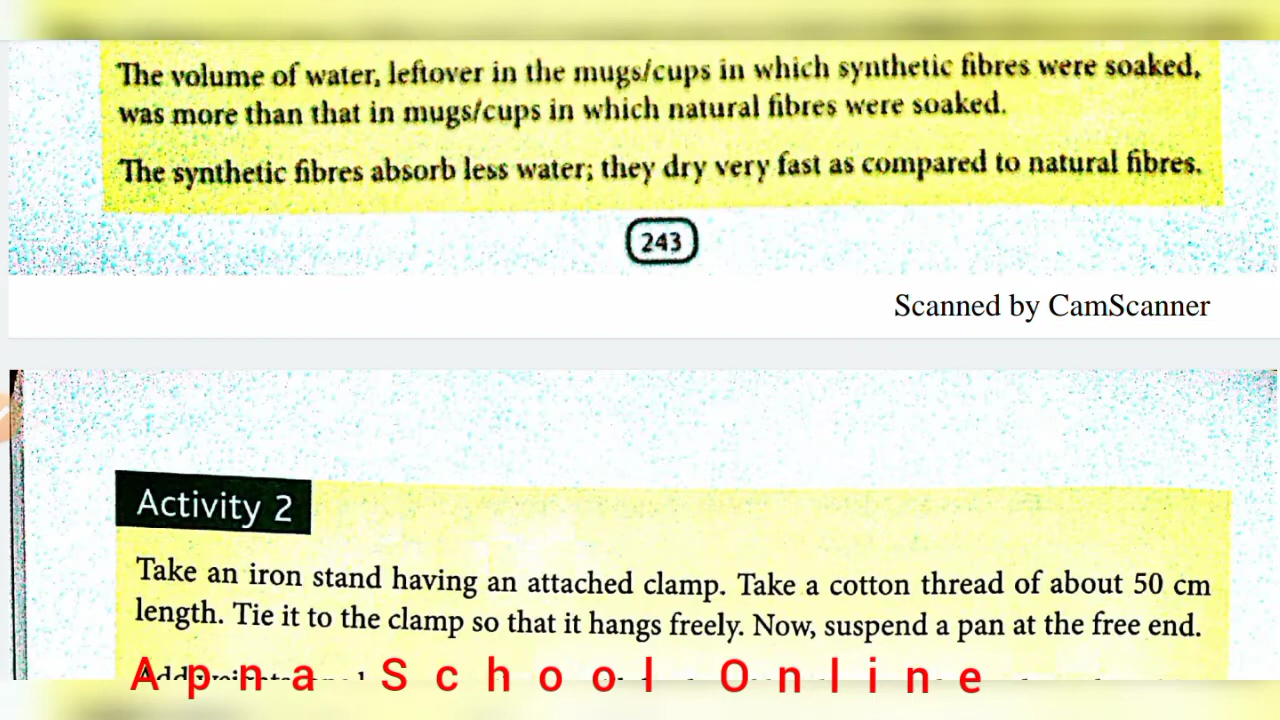 The volume of water, leftover in the mugs/cups in which synthetic fibres were soaked,
was more than that in mugs/cups in which natural fibres were soaked.
The synthetic fibres absorb less water; they dry very fast as compared to natural fibres.
243
Scanned by CamScanner
Activity 2
Take an iron stand having an attached clamp. Take a cotton thread of about 50 cm
length. Tie it to the clamp so that it hangs freely. Now, suspend a pan at the free end.
Apna School Online